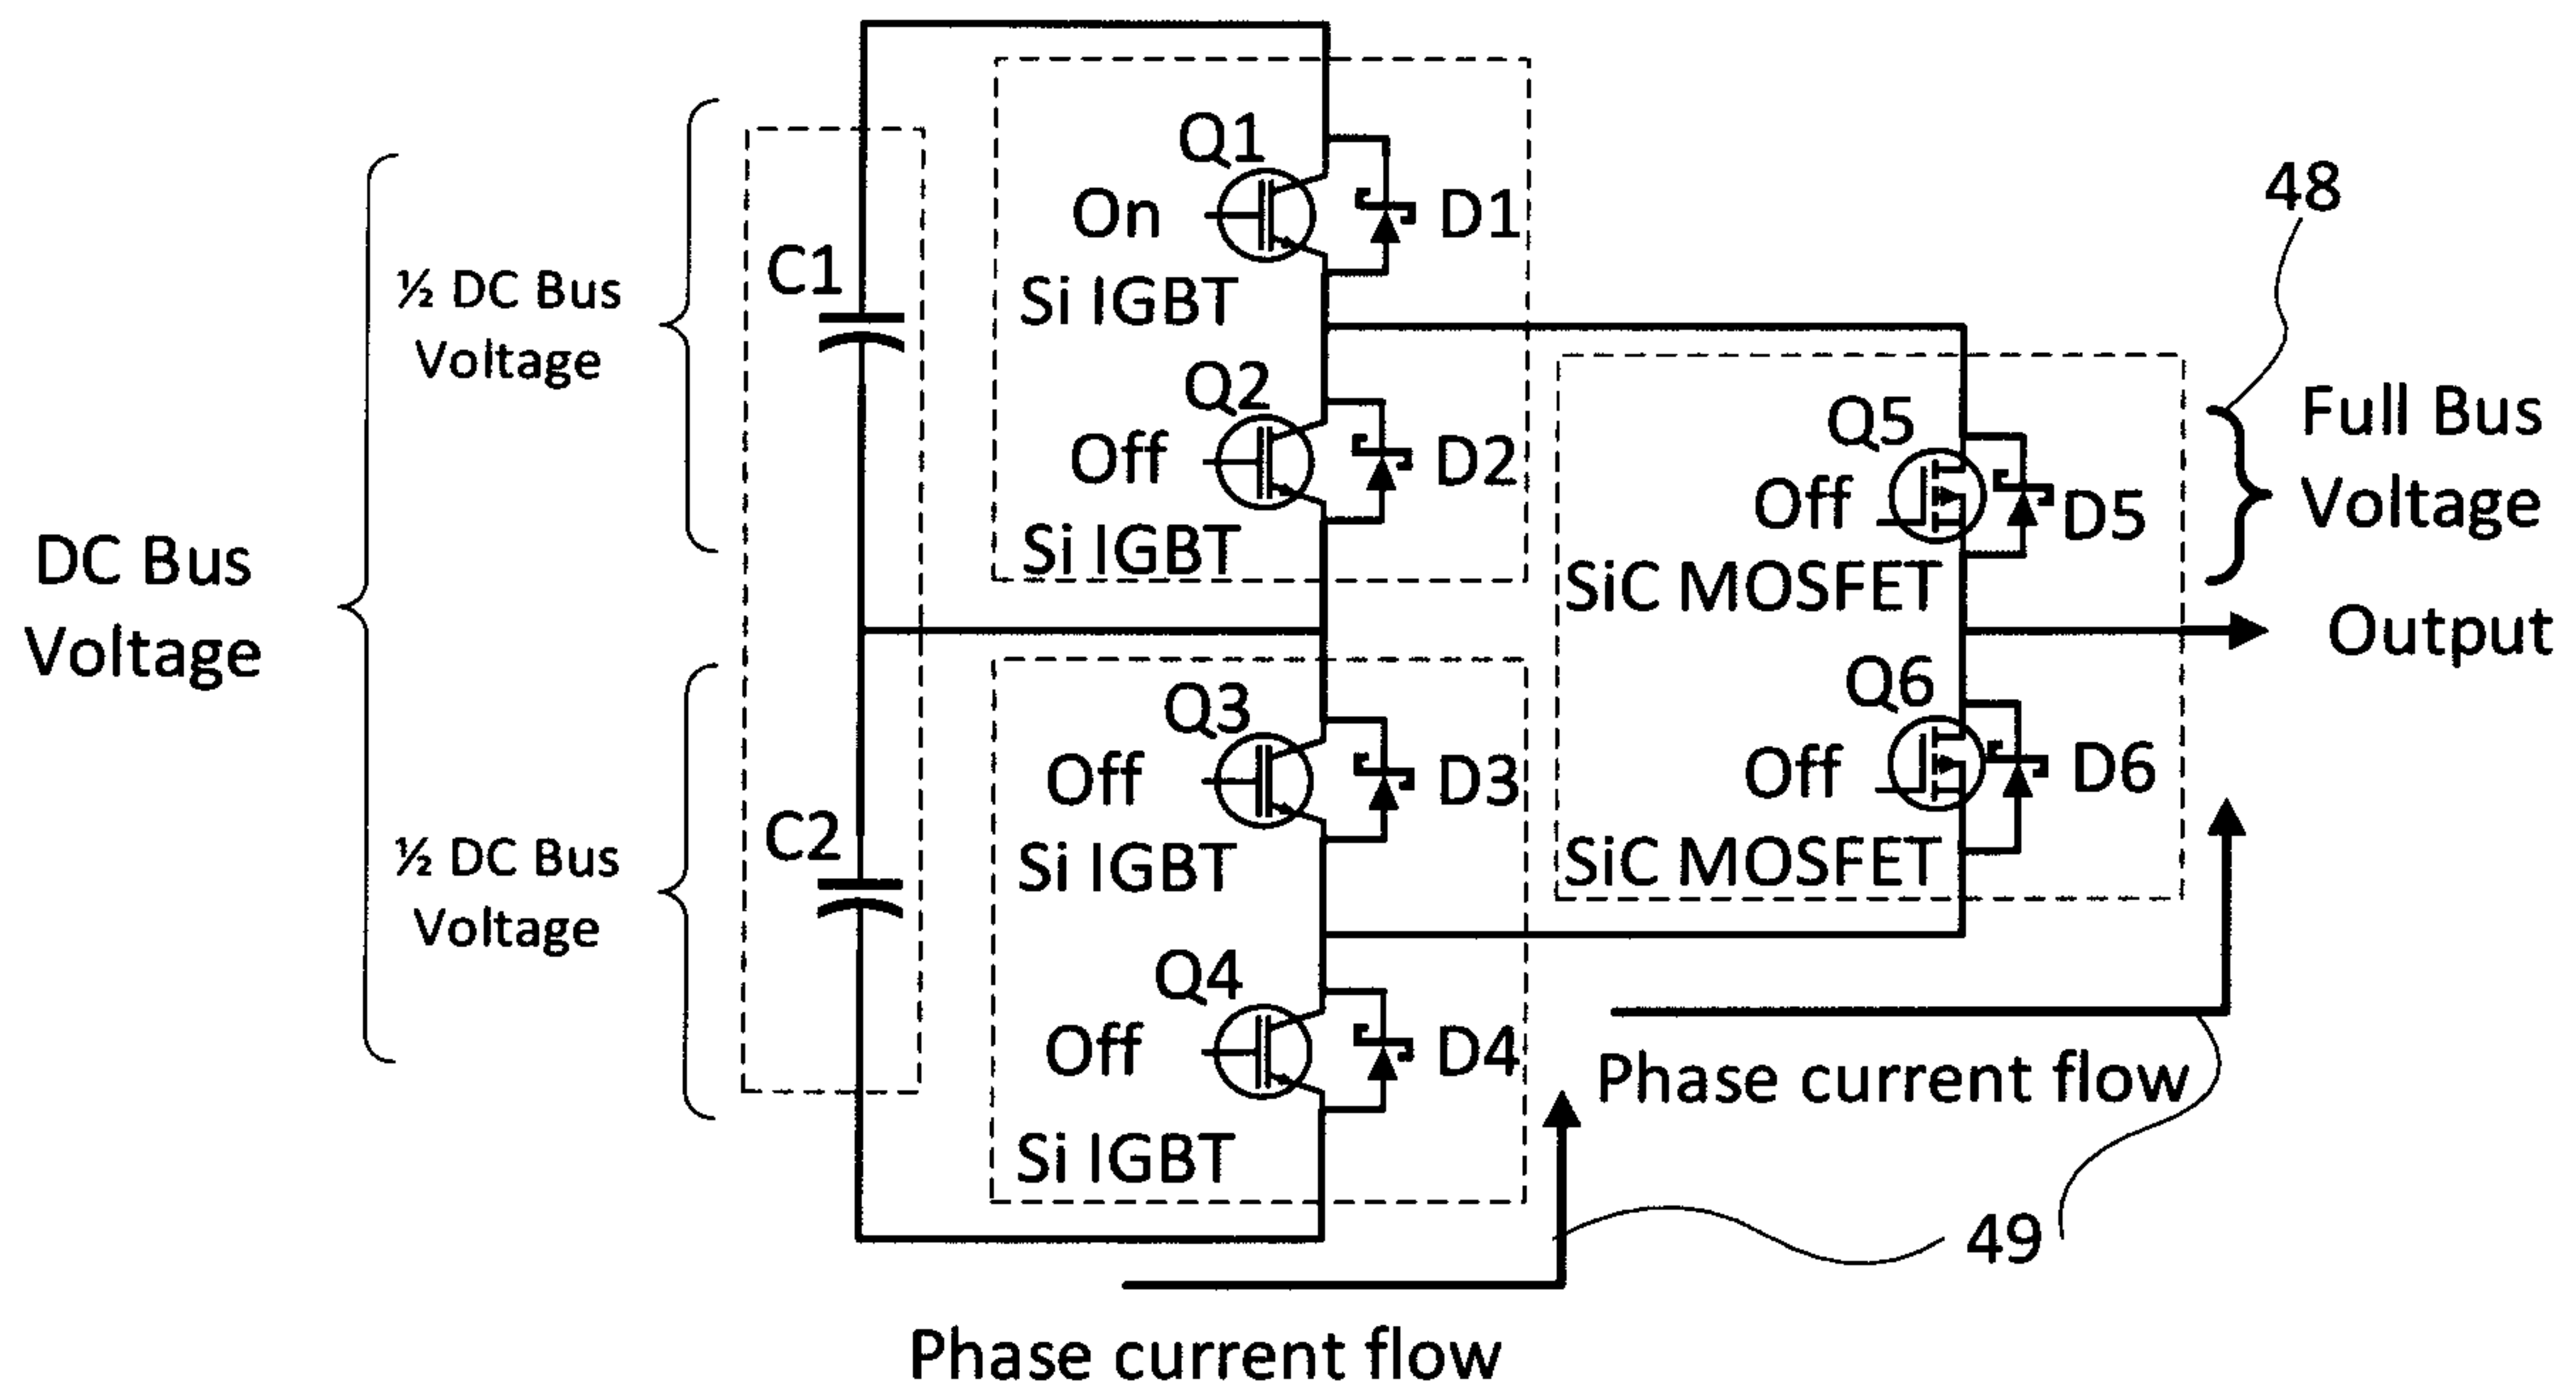 DC Bus
Voltage
½ DC Bus
Voltage
½ DC Bus
Voltage
C1
C2
Q1
On
D1
Si IGBT
Q2
Off
D2
Si IGBT
Q3
Off
D3
Si IGBT
Q4
Off
D4
Si IGBT
Q5
Off
D5
SiC MOSFET
Q6
Off
D6
SiC MOSFET
48
Full Bus
Voltage
Output
Phase current flow
49
Phase current flow